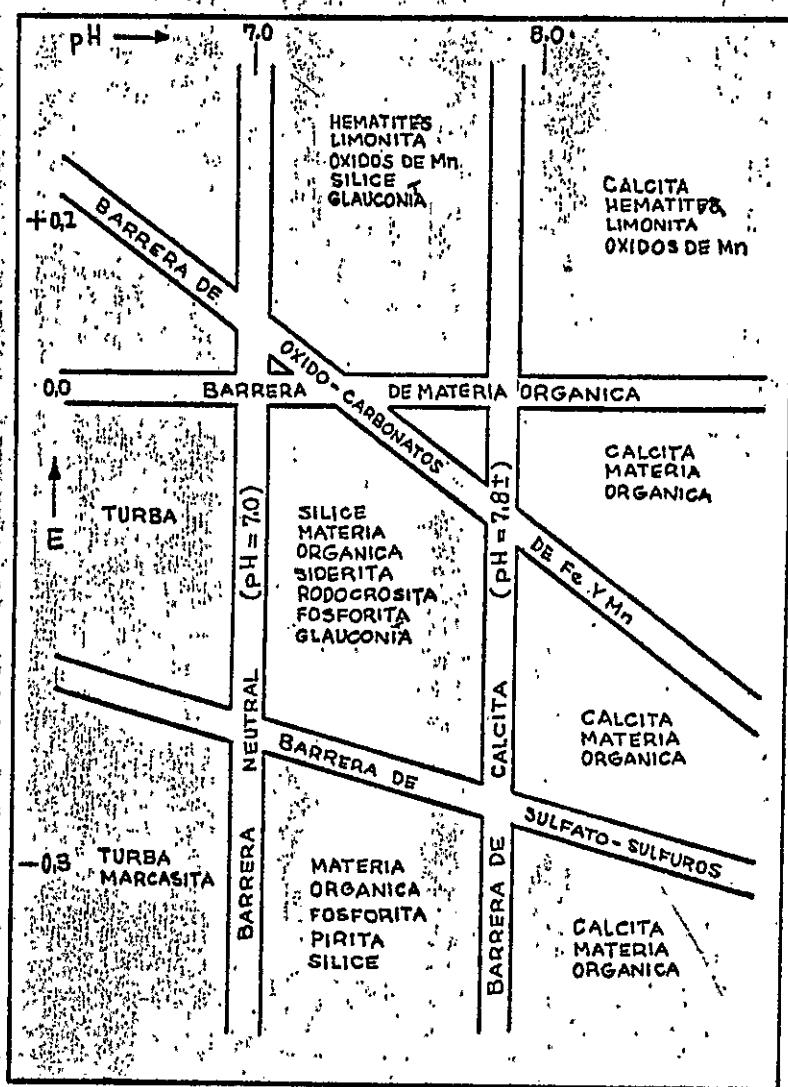 pH
7.0
8.0
HEMATITES
LIMONITA
OXIDOS DE Mn
SILICE
GLAUCONIA
CALCITA
HEMATITES
LIMONITA
OXIDOS DE Mn
+0,1
BARRERA DE
OXIDO-CARBONATOS
DE Fe Y Mn
0,0
BARRERA
DE MATERIA ORGANICA
E
TURBA
SILICE
MATERIA
ORGANICA
SIDERITA
RODOCROSITA
FOSFORITA
GLAUCONIA
CALCITA
MATERIA
ORGANICA
BARRERA NEUTRAL (pH = 7.0)
BARRERA DE CALCITA (pH = 7.8±)
CALCITA
MATERIA
ORGANICA
BARRERA DE
SULFATO-SULFUROS
-0,3
TURBA
MARCASITA
MATERIA
ORGANICA
FOSFORITA
PIRITA
SILICE
CALCITA
MATERIA
ORGANICA